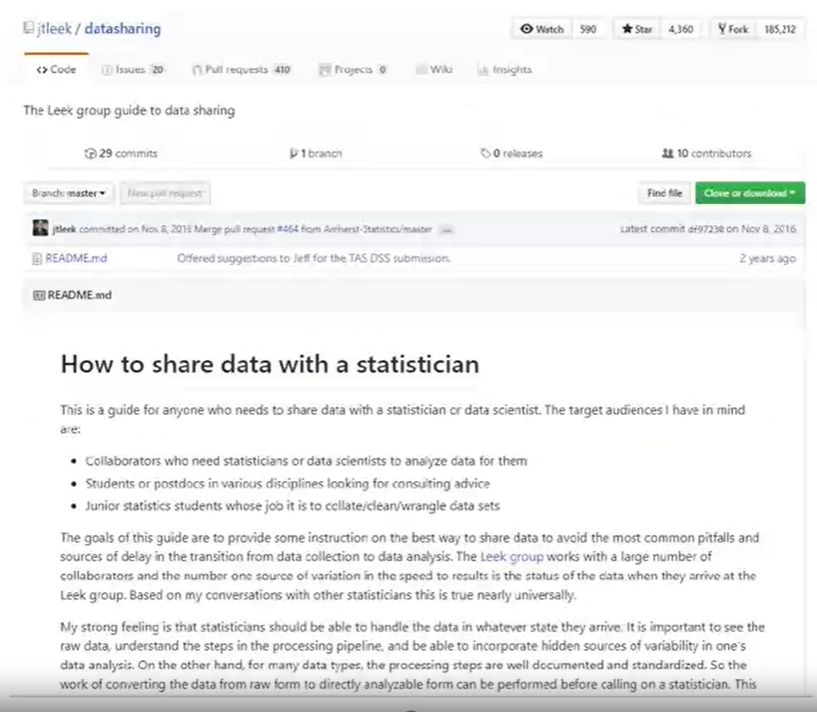 jtleek / datasharing
Watch 590 Star 4,360 Fork 185,212
Code Issues 20 Pull requests 410 Projects 0 Wiki Insights
The Leek group guide to data sharing
29 commits 1 branch 0 releases 10 contributors
Branch: master New pull request Find file Clone or download
jtleek committed on Nov 8, 2016 Merge pull request #464 from Amherst-Statistics/master ... Latest commit on Nov 8, 2016
README.md Offered suggestions to Jeff for the TAS DSS submission. 2 years ago
README.md
How to share data with a statistician
This is a guide for anyone who needs to share data with a statistician or data scientist. The target audiences I have in mind
are:
• Collaborators who need statisticians or data scientists to analyze data for them
• Students or postdocs in various disciplines looking for consulting advice
• Junior statistics students whose job it is to collate/clean/wrangle data sets
The goals of this guide are to provide some instruction on the best way to share data to avoid the most common pitfalls and
sources of delay in the transition from data collection to data analysis. The Leek group works with a large number of
collaborators and the number one source of variation in the speed to results is the status of the data when they arrive at the
Leek group. Based on my conversations with other statisticians this is true nearly universally.
My strong feeling is that statisticians should be able to handle the data in whatever state they arrive. It is important to see the
raw data, understand the steps in the processing pipeline, and be able to incorporate hidden sources of variability in one's
data analysis. On the other hand, for many data types, the processing steps are well documented and standardized. So the
work of converting the data from raw form to directly analyzable form can be performed before calling on a statistician. This